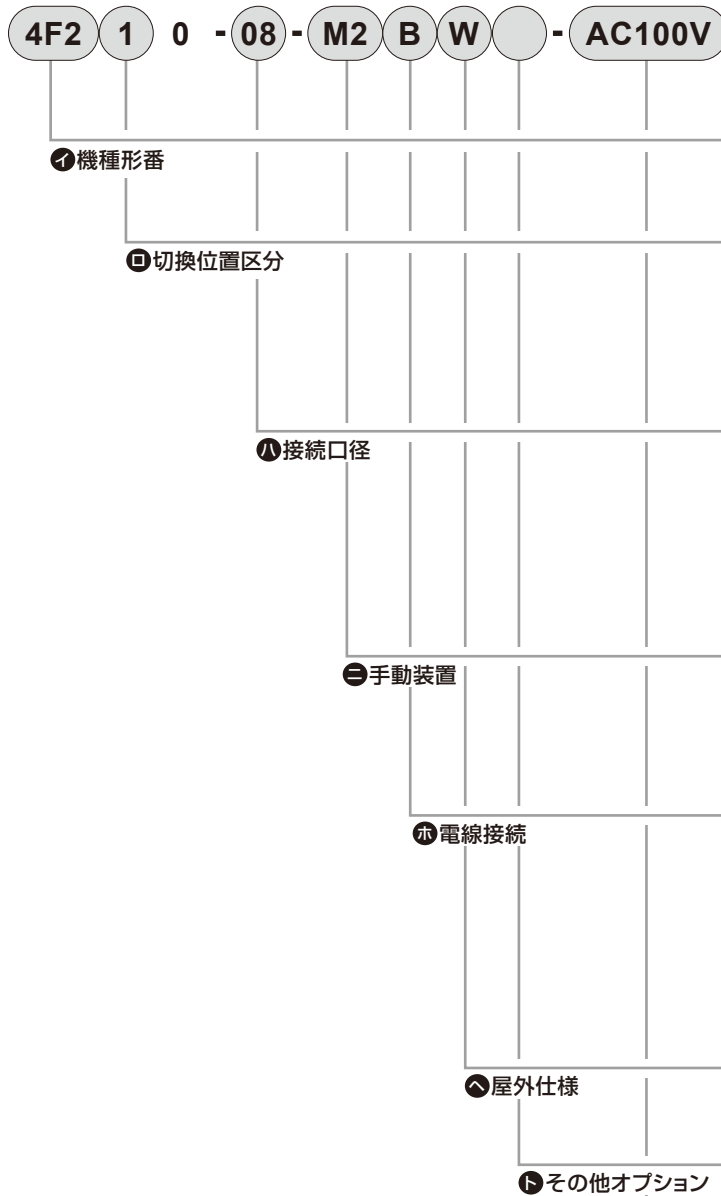 4F2 1 0 - 08 - M2 B W - AC100V
イ機種形番
ロ切換位置区分
ハ接続口径
ニ手動装置
ホ電線接続
ヘ屋外仕様
トその他オプション